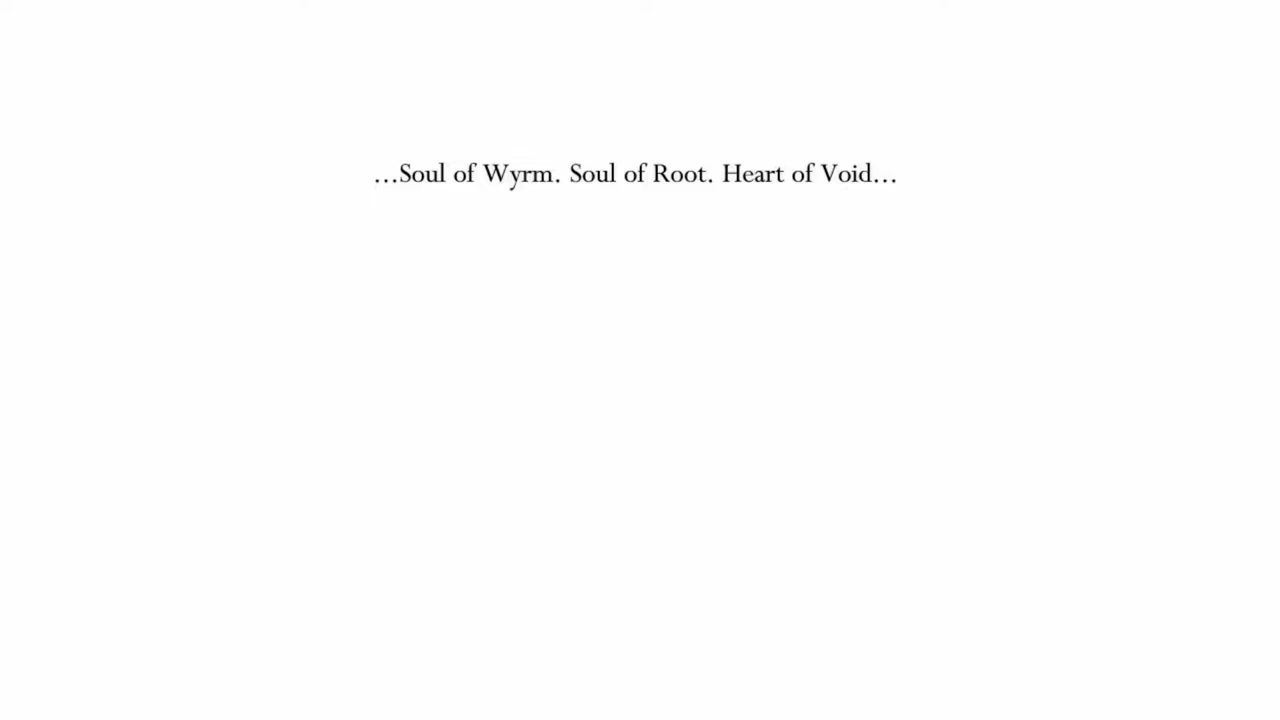 …Soul of Wyrm. Soul of Root. Heart of Void…